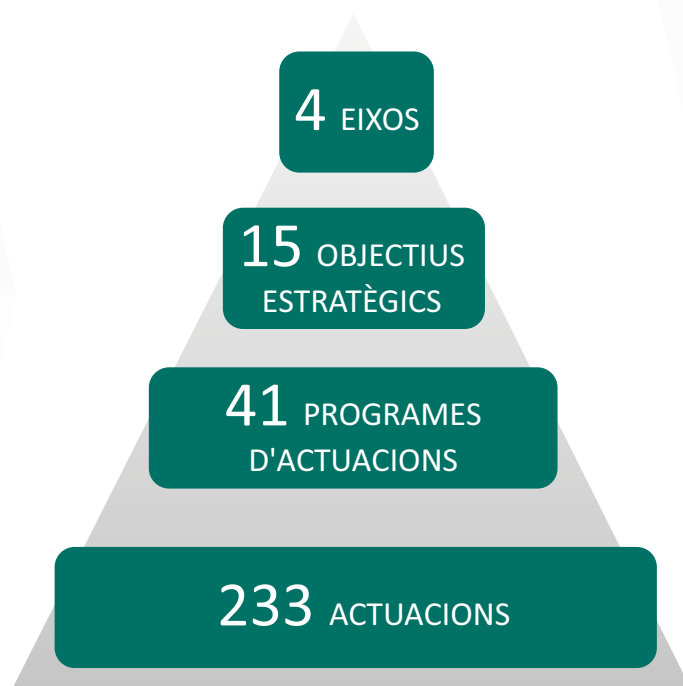 4 EIXOS
15 OBJECTIUS
ESTRATÈGICS
41 PROGRAMES
D'ACTUACIONS
233 ACTUACIONS